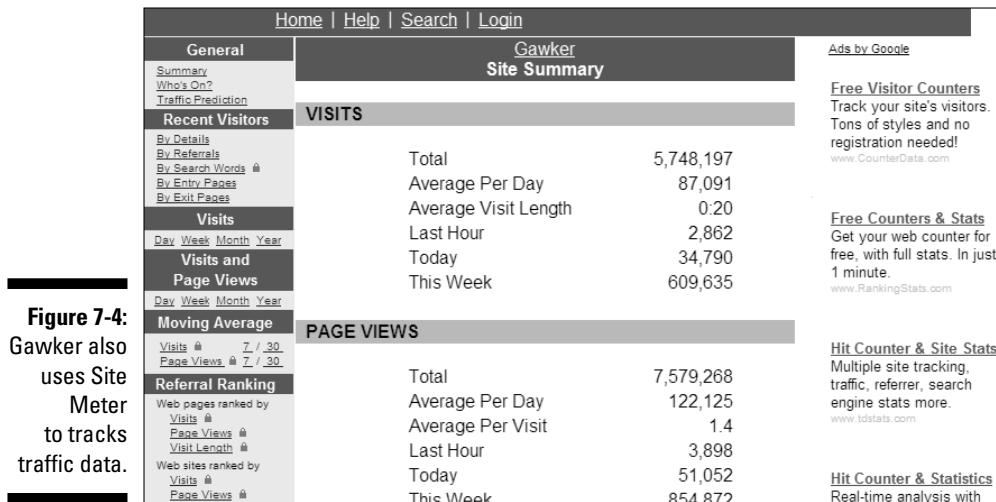 Home | Help | Search | Login
General
Summary
Who's On?
Traffic Prediction
Recent Visitors
By Details
By Referrals
By Search Words
By Entry Pages
By Exit Pages
Visits
Day Week Month Year
Visits and
Page Views
Day Week Month Year
Moving Average
Visits 7 / 30
Page Views 7 / 30
Referral Ranking
Web pages ranked by
Visits
Page Views
Visit Length
Web sites ranked by
Visits
Page Views
Gawker
Site Summary
VISITS
Total 5,748,197
Average Per Day 87,091
Average Visit Length 0:20
Last Hour 2,862
Today 34,790
This Week 609,635
PAGE VIEWS
Total 7,579,268
Average Per Day 122,125
Average Per Visit 1.4
Last Hour 3,898
Today 51,052
This Week 854,872
Ads by Google
Free Visitor Counters
Track your site's visitors.
Tons of styles and no
registration needed!
www.CounterData.com
Free Counters & Stats
Get your web counter for
free, with full stats. In just
1 minute.
www.RankingStats.com
Hit Counter & Site Stats
Multiple site tracking,
traffic, referrer, search
engine stats more.
www.tdstats.com
Hit Counter & Statistics
Real-time analysis with
Figure 7-4:
Gawker also
uses Site
Meter
to tracks
traffic data.